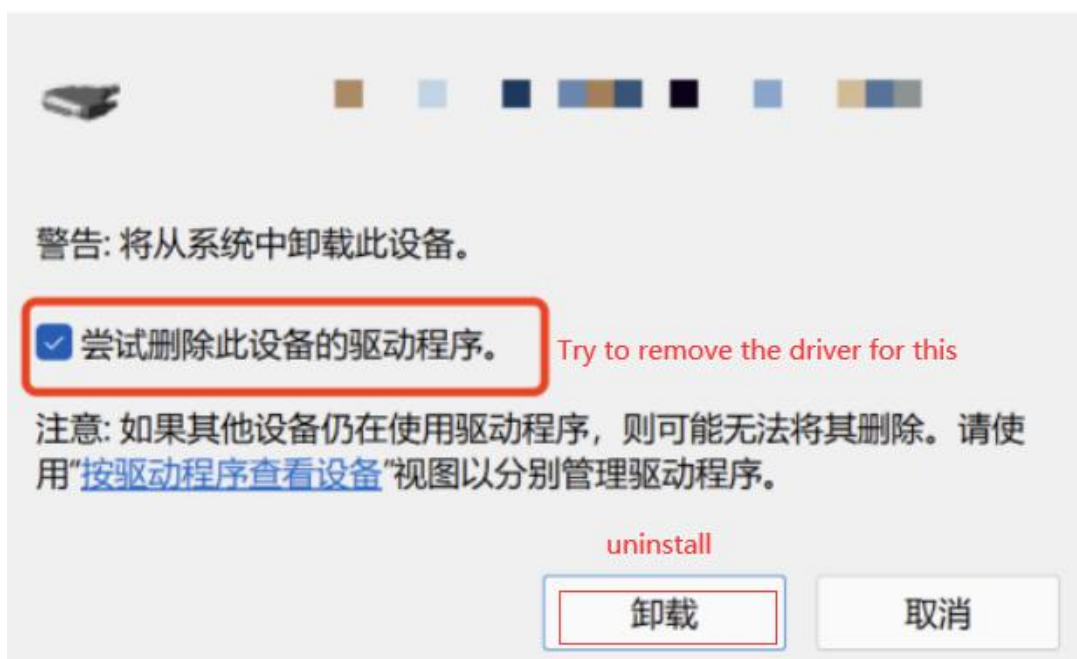 警告: 将从系统中卸载此设备。
尝试删除此设备的驱动程序。
Try to remove the driver for this
注意: 如果其他设备仍在使用驱动程序，则可能无法将其删除。请使
用“按驱动程序查看设备”视图以分别管理驱动程序。
uninstall
卸载
取消